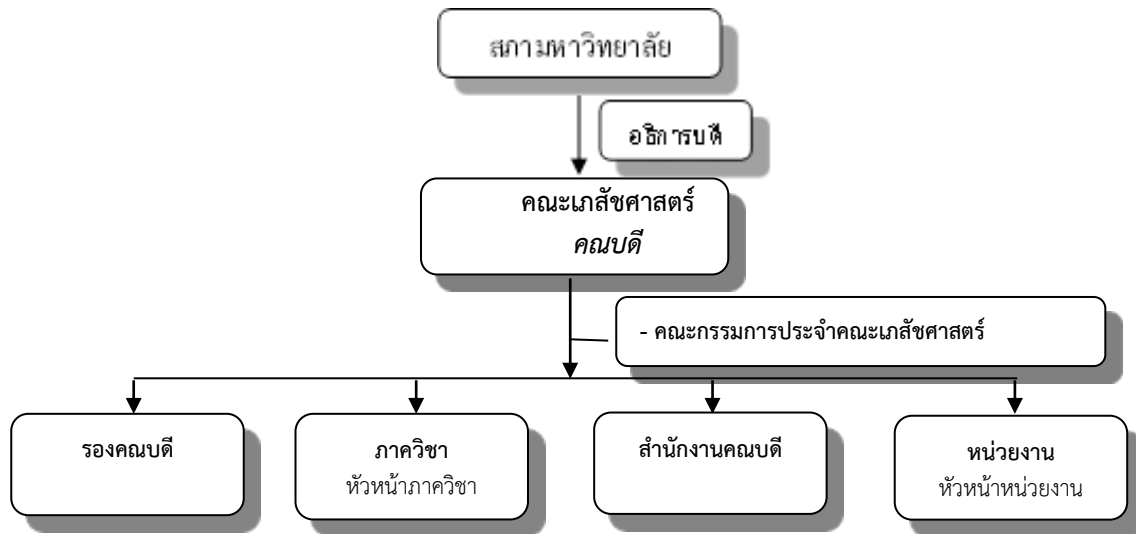 สภามหาวิทยาลัย
อธิการบดี
คณะเภสัชศาสตร์
คณบดี
- คณะกรรมการประจำคณะเภสัชศาสตร์
รองคณบดี
ภาควิชา
หัวหน้าภาควิชา
สำนักงานคณบดี
หน่วยงาน
หัวหน้าหน่วยงาน